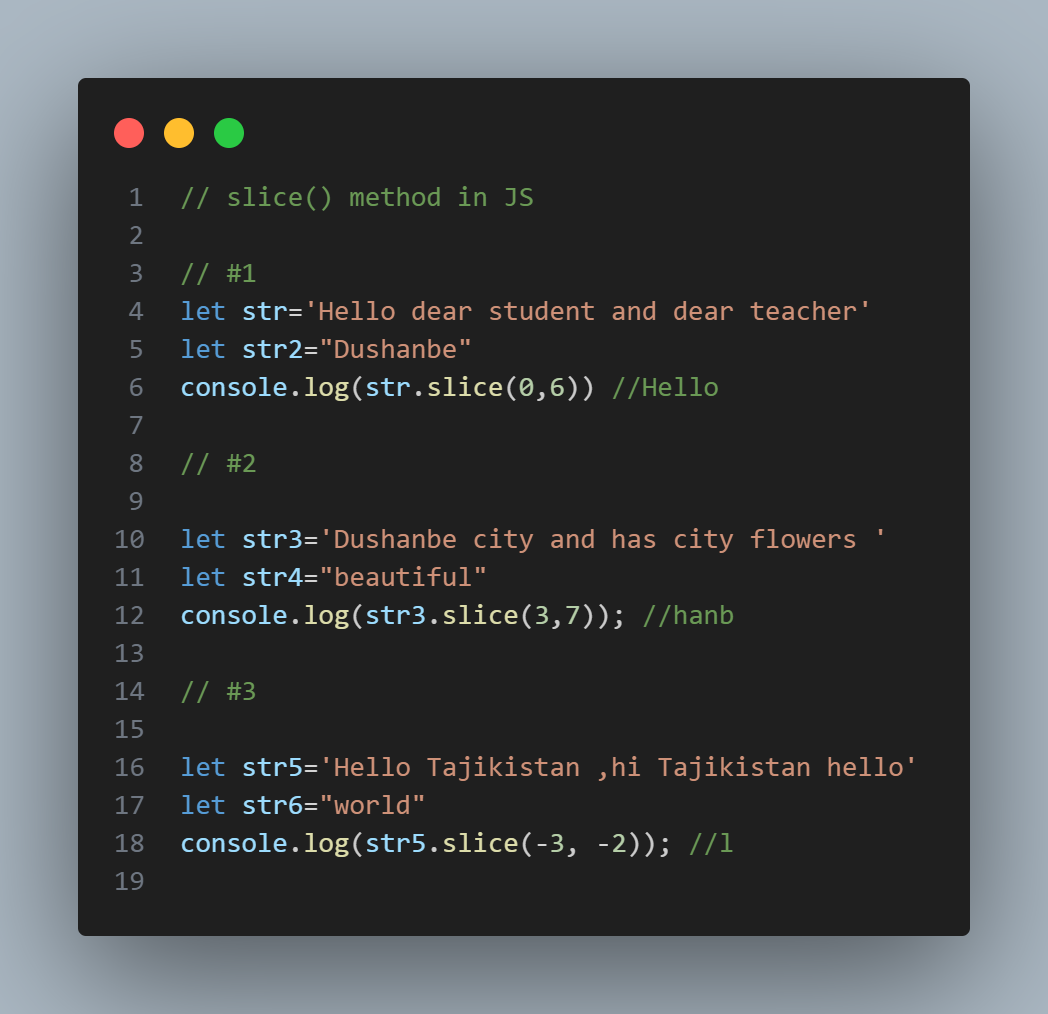 1 // slice() method in JS
2
3 // #1
4 let str='Hello dear student and dear teacher'
5 let str2="Dushanbe"
6 console.log(str.slice(0,6)) //Hello
7
8 // #2
9
10 let str3='Dushanbe city and has city flowers '
11 let str4="beautiful"
12 console.log(str3.slice(3,7)); //hanb
13
14 // #3
15
16 let str5='Hello Tajikistan ,hi Tajikistan hello'
17 let str6="world"
18 console.log(str5.slice(-3, -2)); //l
19